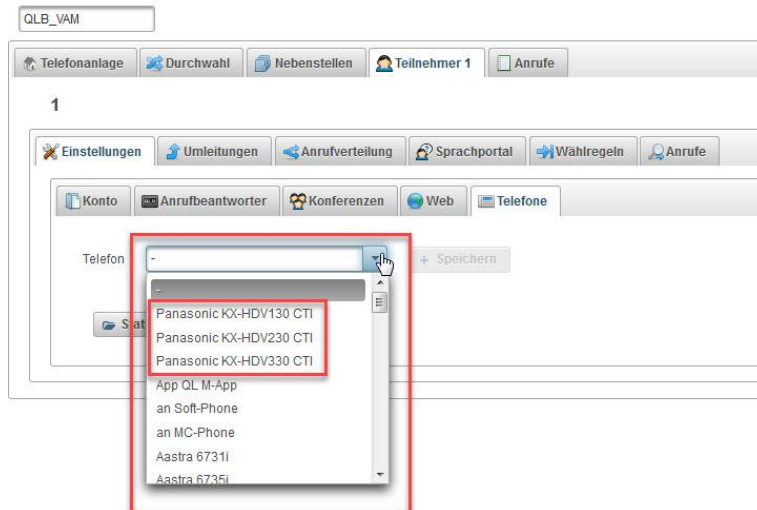 QLB_VAM
Telefonanlage Durchwahl Nebenstellen Teilnehmer 1 Anrufe
1
Einstellungen Umleitungen Anrufverteilung Sprachportal Wählregeln Anrufe
Konto Anrufbeantworter Konferenzen Web Telefone
Telefon - + Speichern
-
Panasonic KX-HDV130 CTI
Panasonic KX-HDV230 CTI
Panasonic KX-HDV330 CTI
App QL M-App
an Soft-Phone
an MC-Phone
Aastra 6731i
Aastra 6735i